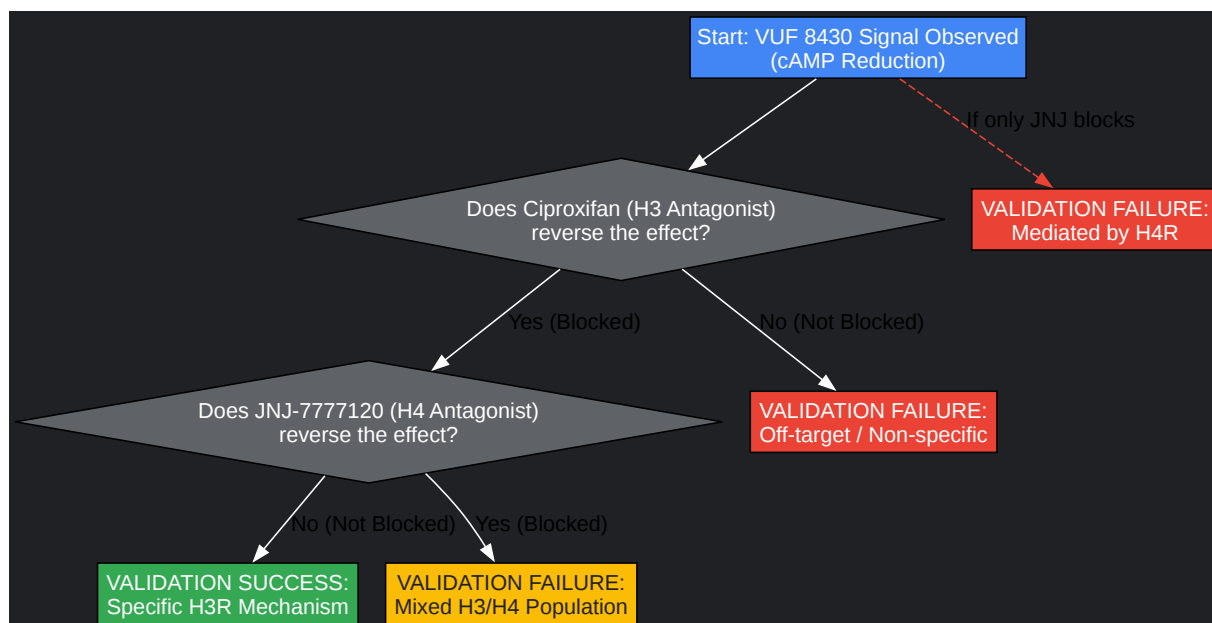 Start: VUF 8430 Signal Observed
(cAMP Reduction)
If only JNJ blocks
Does Ciproxifan (H3 Antagonist)
reverse the effect?
VALIDATION FAILURE:
Mediated by H4R
Yes (Blocked)
No (Not Blocked)
Does JNJ-7777120 (H4 Antagonist)
reverse the effect?
VALIDATION FAILURE:
Off-target / Non-specific
No (Not Blocked)
Yes (Blocked)
VALIDATION SUCCESS:
Specific H3R Mechanism
VALIDATION FAILURE:
Mixed H3/H4 Population